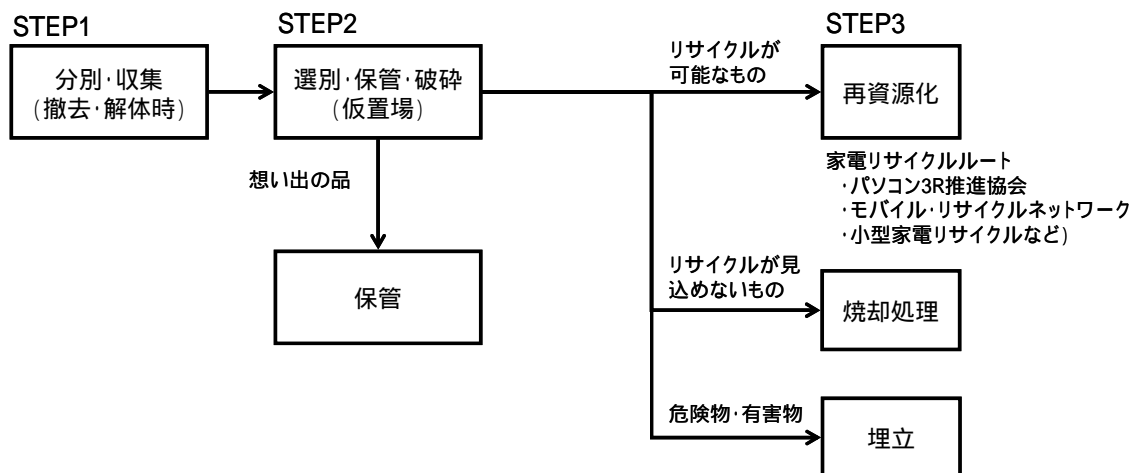 STEP1
分別･収集
(撤去･解体時)
STEP2
選別･保管･破砕
(仮置場)
想い出の品
保管
リサイクルが
可能なもの
STEP3
再資源化
家電リサイクルルート
･パソコン3R推進協会
･モバイル･リサイクルネットワーク
･小型家電リサイクルなど)
リサイクルが見
込めないもの
焼却処理
危険物･有害物
埋立